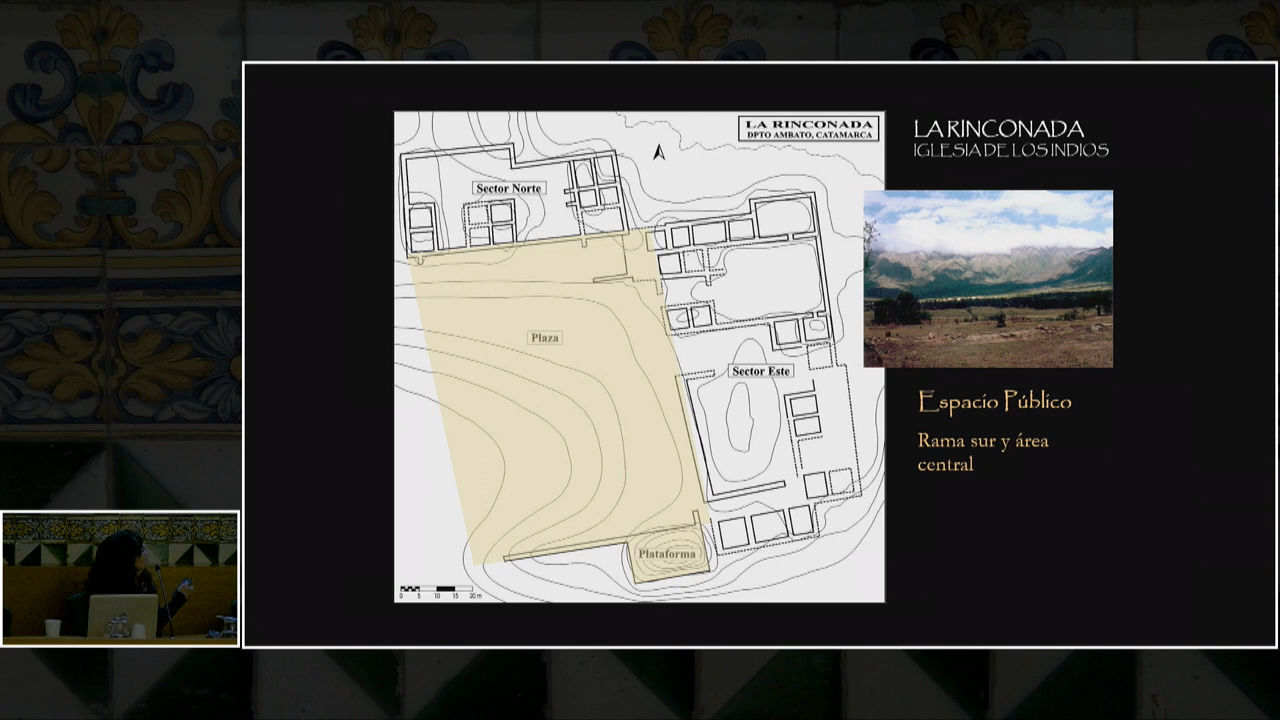 LA RINCONADA
DPTO AMBATO, CATAMARCA
Sector Norte
Plaza
Sector Este
Plataforma
0 5 10 15 20 m
LA RINCONADA
IGLESIA DE LOS INDIOS
Espacio Público
Rama sur y área
central